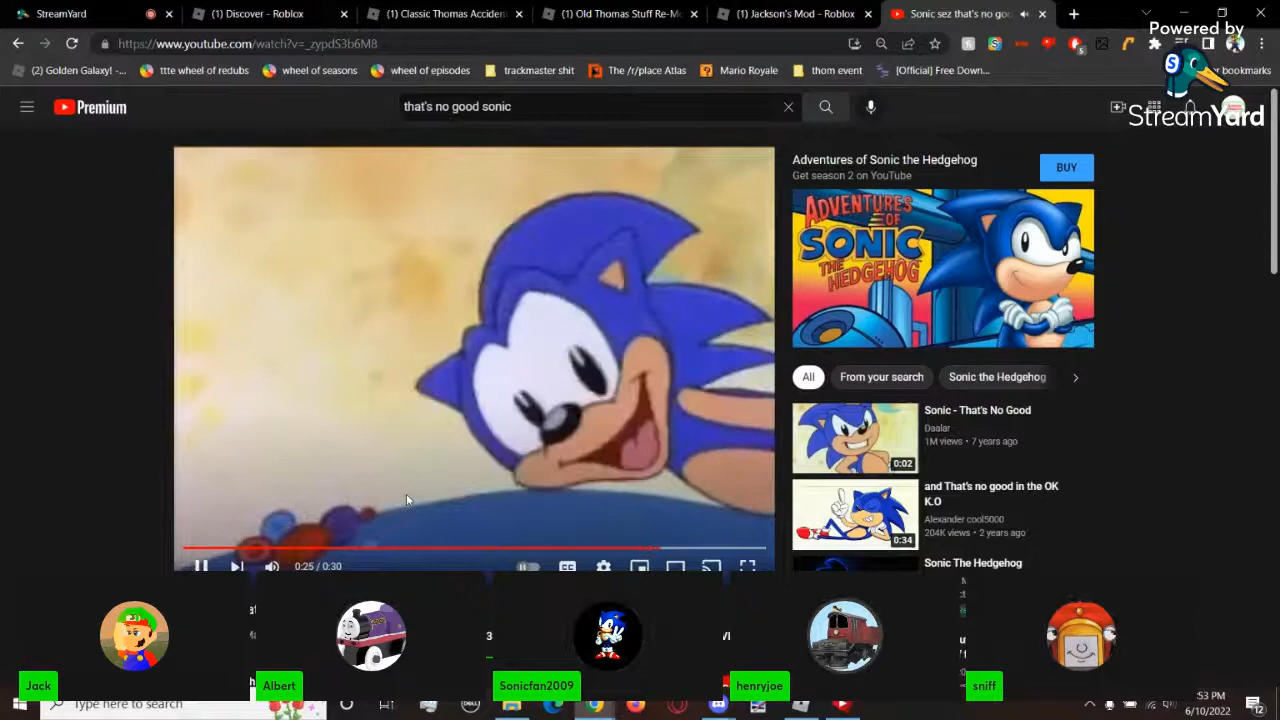 StreamYard
(1) Discover - Roblox
(1) Classic Thomas Acciden
(1) Old Thomas Stuff Re-M
(1) Jackson's Mod - Roblox
Sonic sez that's no goo
Powered by
StreamYard
https://www.youtube.com/watch?v=_zypdS3b6M8
(2) Golden Galaxy! -...
ttte wheel of redubs
wheel of seasons
wheel of episodes
trockmaster shit
The /r/place Atlas
Mario Royale
thom event
[Official] Free Down...
r bookmarks
Premium
that's no good sonic
Adventures of Sonic the Hedgehog
Get season 2 on YouTube
BUY
ADVENTURES
OF
SONIC
THE
HEDGEHOG
All
From your search
Sonic the Hedgehog
Sonic - That's No Good
Daalar
1M views • 7 years ago
0:02
and That's no good in the OK
K.O
Alexander cool5000
204K views • 2 years ago
0:34
Sonic The Hedgehog
0:25 / 0:30
Jack
Albert
Sonicfan2009
henryjoe
sniff
Type here to search
:53 PM
6/10/2022
12